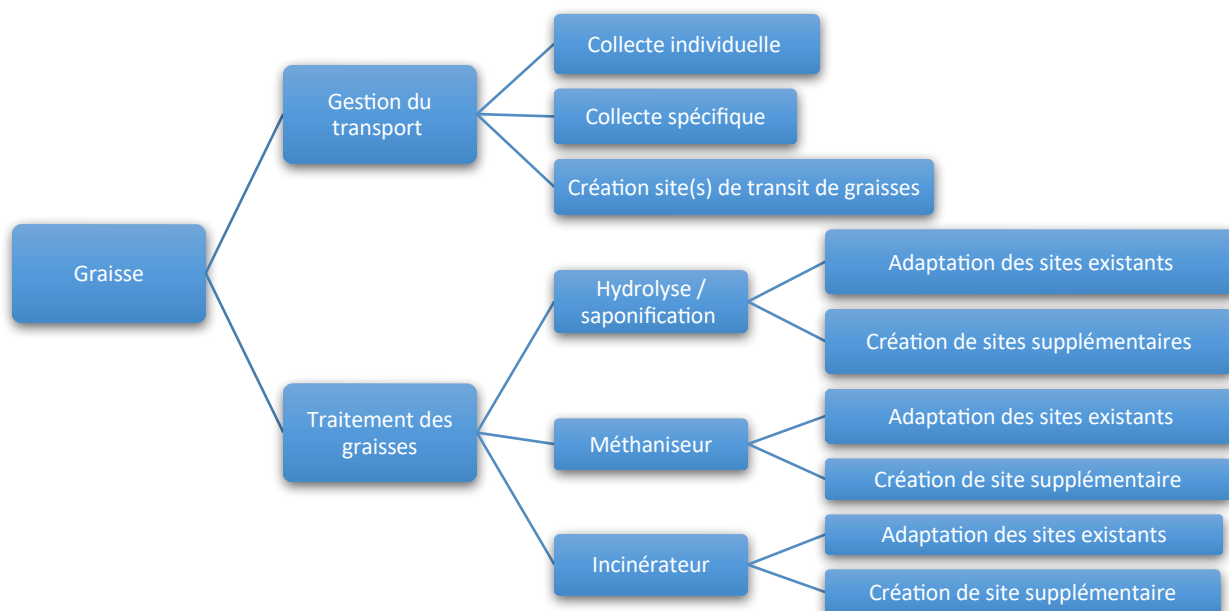 Graisse
Gestion du
transport
Collecte individuelle
Collecte spécifique
Création site(s) de transit de graisses
Traitement des
graisses
Hydrolyse /
saponification
Adaptation des sites existants
Création de sites supplémentaires
Méthaniseur
Adaptation des sites existants
Création de site supplémentaire
Incinérateur
Adaptation des sites existants
Création de site supplémentaire